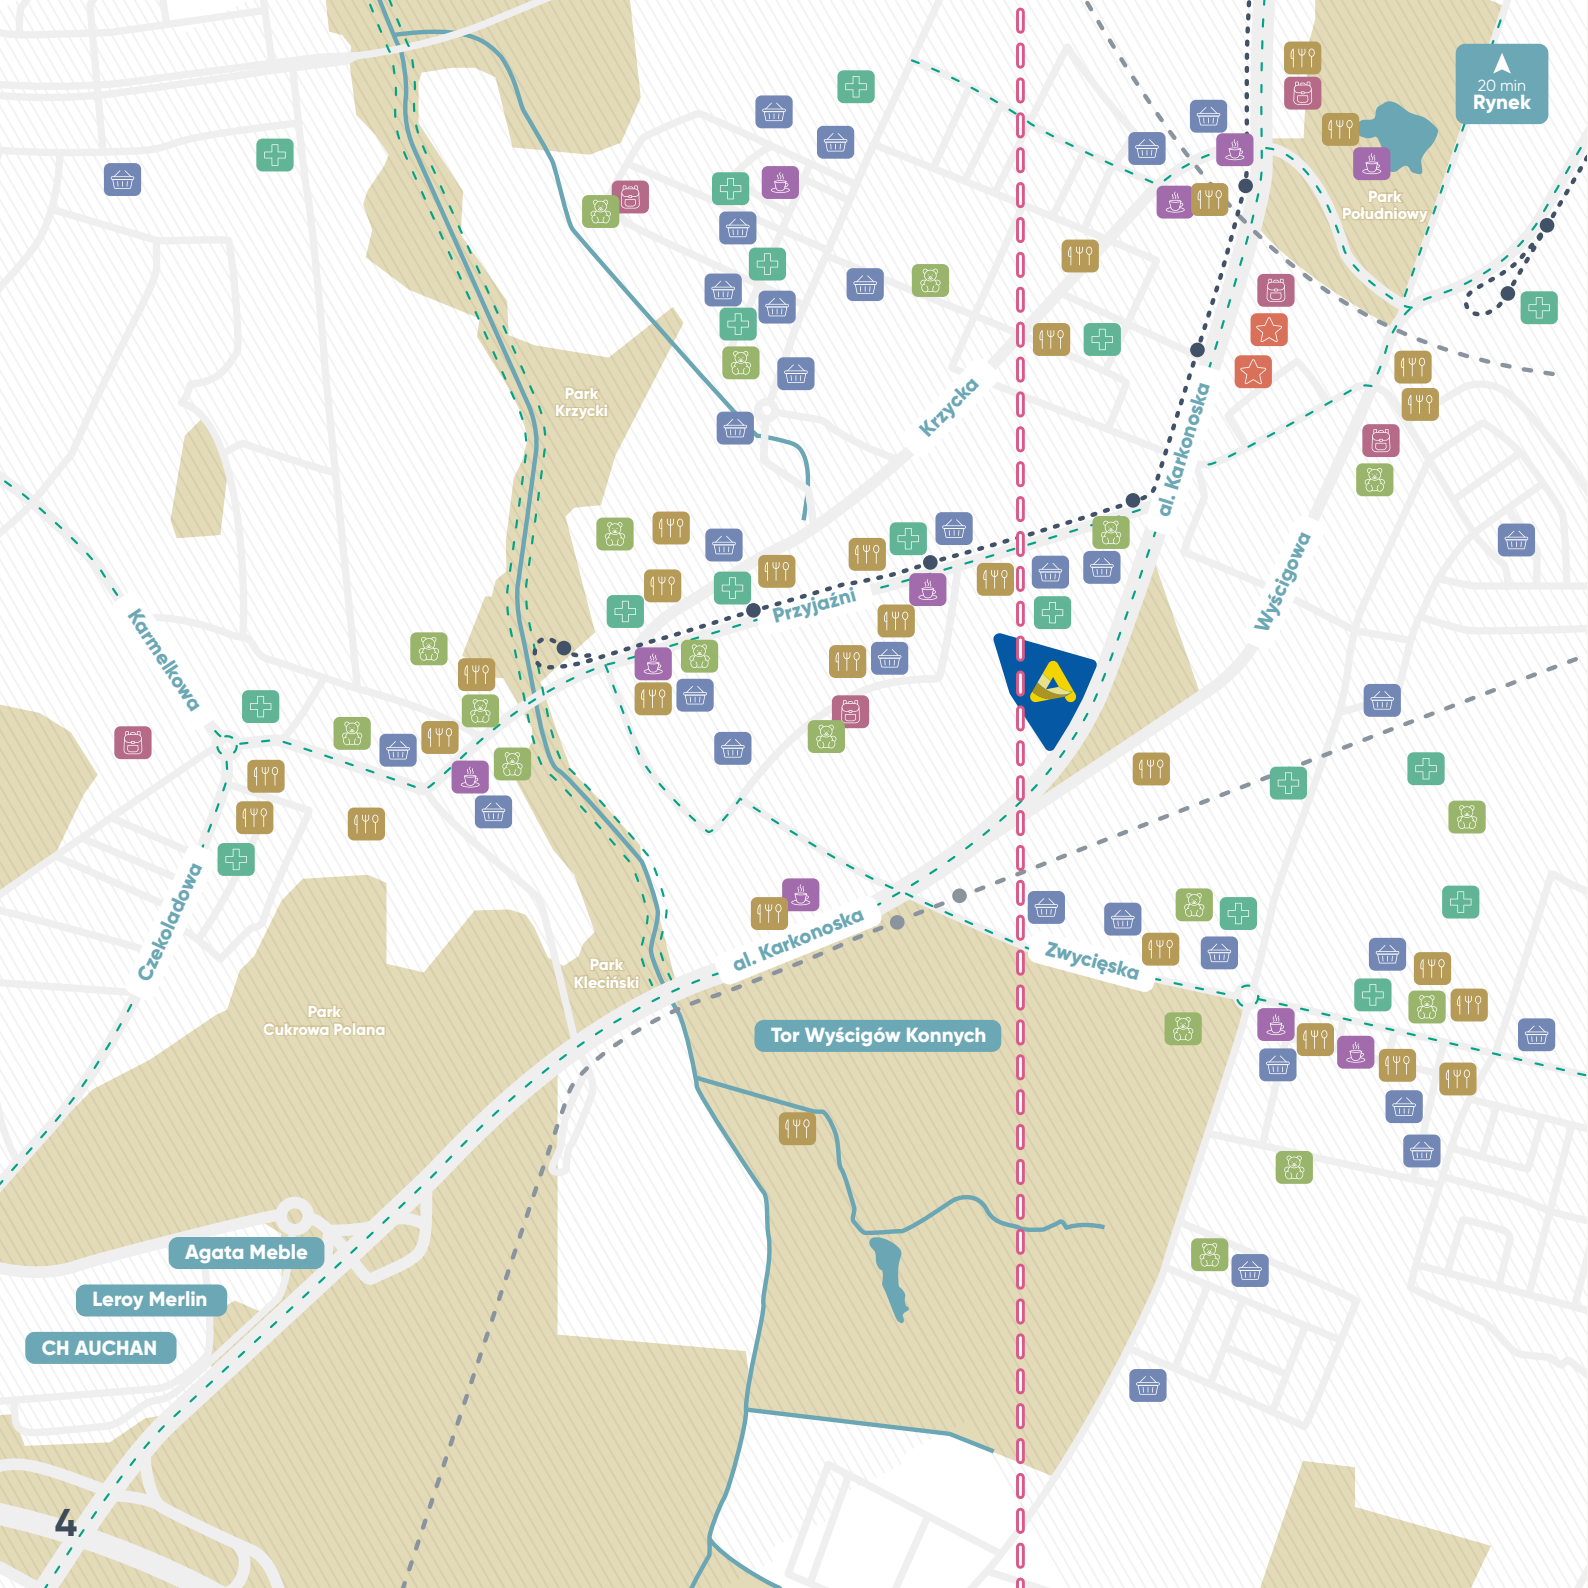 20 min
Rynek
Park
Południowy
Park
Krzycki
Krzycka
al. Karkonoska
Wyścigowa
Przyjaźni
Karmelkowa
Czekoladowa
al. Karkonoska
Zwycięska
Park
Kleciński
Park
Cukrowa Polana
Tor Wyścigów Konnych
Agata Meble
Leroy Merlin
CH AUCHAN
4